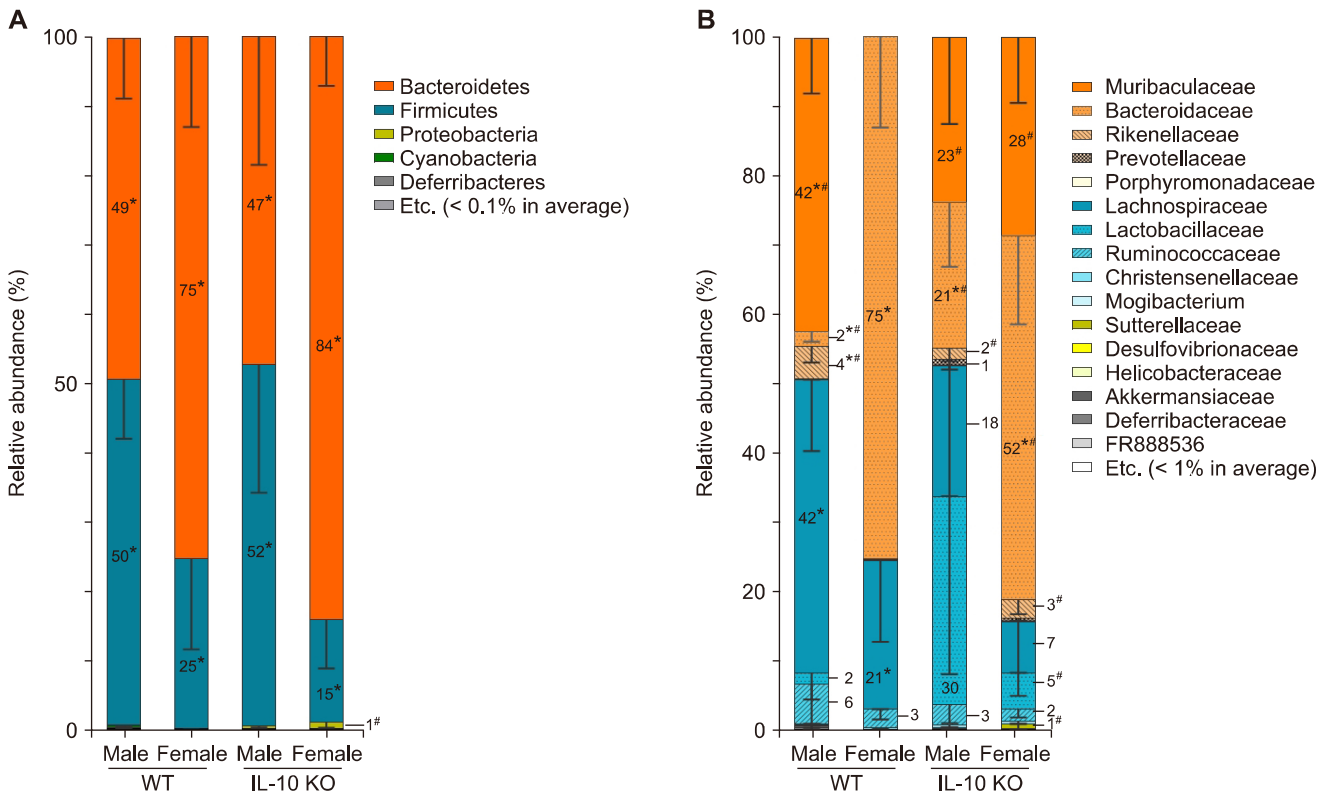 A
100
50
0
Relative abundance (%)
49*
50*
75*
25*
47*
52*
84*
15*
1#
Male Female Male Female
WT IL-10 KO
Bacteroidetes
Firmicutes
Proteobacteria
Cyanobacteria
Deferribacteres
Etc. (< 0.1% in average)
B
100
80
60
40
20
0
Relative abundance (%)
42*#
2*#
4*#
42*
2
6
75*
21*
3
23#
21*#
2#
1
18
30
3
28#
52*#
3#
7
5#
2
1#
Male Female Male Female
WT IL-10 KO
Muribaculaceae
Bacteroidaceae
Rikenellaceae
Prevotellaceae
Porphyromonadaceae
Lachnospiraceae
Lactobacillaceae
Ruminococcaceae
Christensenellaceae
Mogibacterium
Sutterellaceae
Desulfovibrionaceae
Helicobacteraceae
Akkermansiaceae
Deferribacteraceae
FR888536
Etc. (< 1% in average)